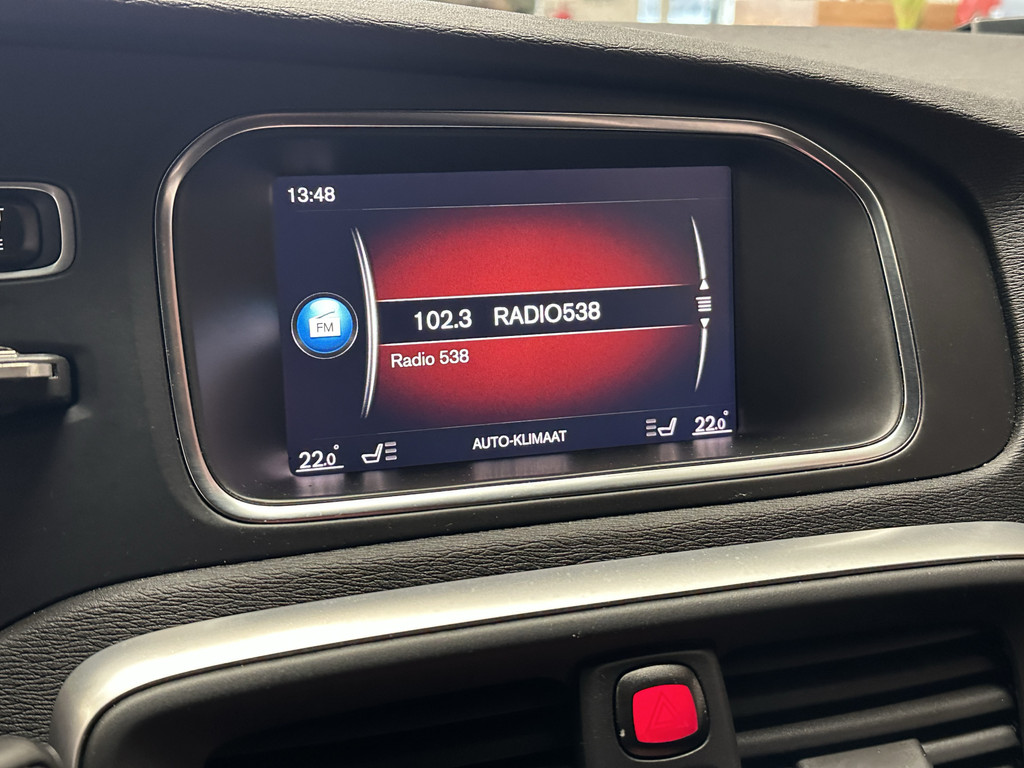 13:48
FM
102.3 RADIO538
Radio 538
22.0° AUTO-KLIMAAT 22.0°